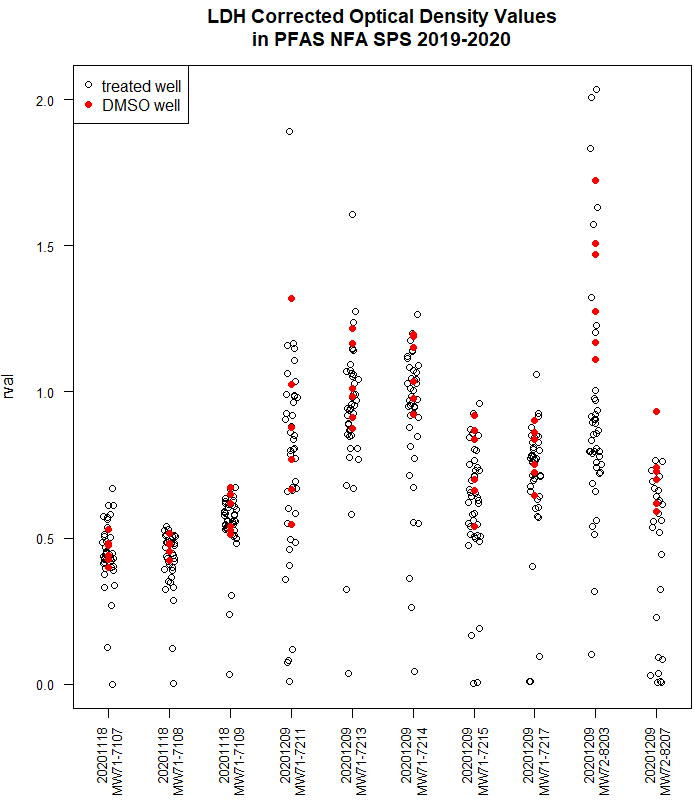 LDH Corrected Optical Density Values
in PFAS NFA SPS 2019-2020
treated well
DMSO well
rval
2.0
1.5
1.0
0.5
0.0
20201118
MW71-7107
20201118
MW71-7108
20201118
MW71-7109
20201209
MW71-7211
20201209
MW71-7213
20201209
MW71-7214
20201209
MW71-7215
20201209
MW71-7217
20201209
MW72-8203
20201209
MW72-8207